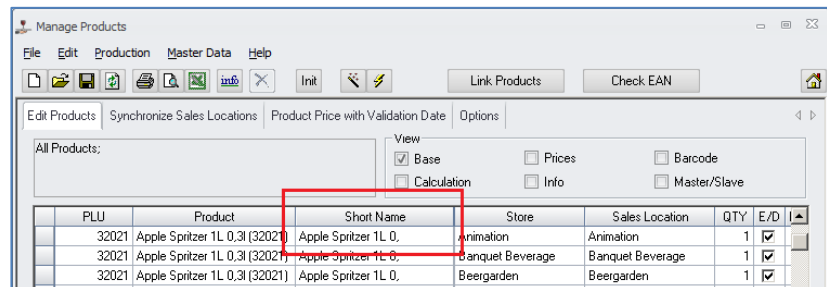 Manage Products
File Edit Production Master Data Help
info Init Link Products Check EAN
Edit Products Synchronize Sales Locations Product Price with Validation Date Options
All Products;
View
Base Prices Barcode
Calculation Info Master/Slave
PLU Product Short Name Store Sales Location QTY E/D
32021 Apple Spritzer 1L 0,3l (32021) Apple Spritzer 1L 0, Animation Animation 1
32021 Apple Spritzer 1L 0,3l (32021) Apple Spritzer 1L 0, Banquet Beverage Banquet Beverage 1
32021 Apple Spritzer 1L 0,3l (32021) Apple Spritzer 1L 0, Beergarden Beergarden 1